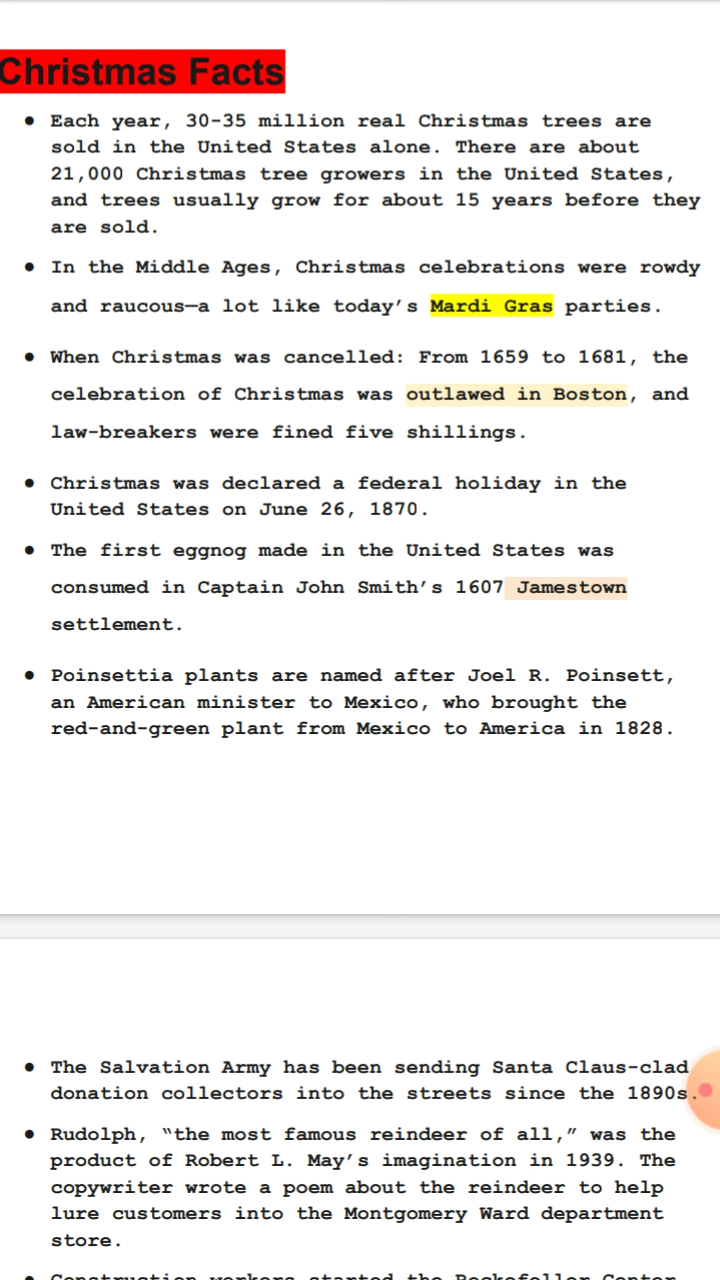 Christmas Facts
● Each year, 30-35 million real Christmas trees are
sold in the United States alone. There are about
21,000 Christmas tree growers in the United States,
and trees usually grow for about 15 years before they
are sold.
● In the Middle Ages, Christmas celebrations were rowdy
and raucous—a lot like today’s Mardi Gras parties.
● When Christmas was cancelled: From 1659 to 1681, the
celebration of Christmas was outlawed in Boston, and
law-breakers were fined five shillings.
● Christmas was declared a federal holiday in the
United States on June 26, 1870.
● The first eggnog made in the United States was
consumed in Captain John Smith’s 1607 Jamestown
settlement.
● Poinsettia plants are named after Joel R. Poinsett,
an American minister to Mexico, who brought the
red-and-green plant from Mexico to America in 1828.
● The Salvation Army has been sending Santa Claus-clad
donation collectors into the streets since the 1890s.
● Rudolph, “the most famous reindeer of all,” was the
product of Robert L. May’s imagination in 1939. The
copywriter wrote a poem about the reindeer to help
lure customers into the Montgomery Ward department
store.
● Construction workers started the Rockefeller Center